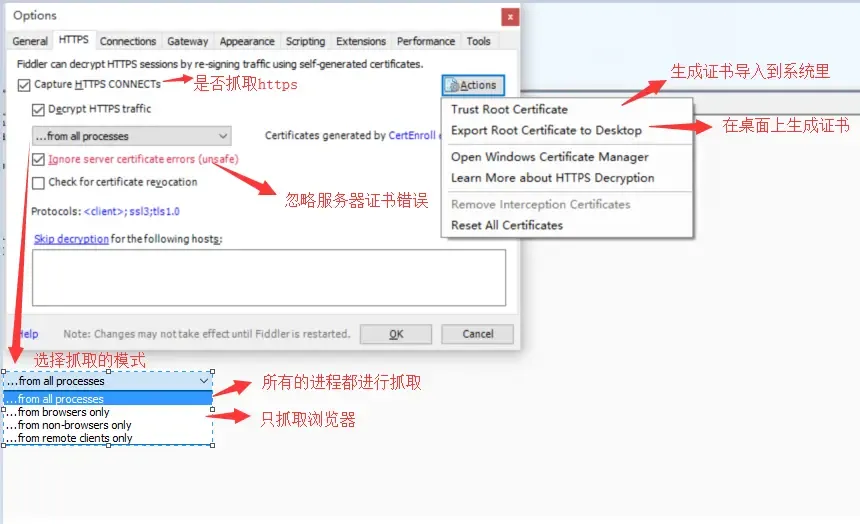 Options
General HTTPS Connections Gateway Appearance Scripting Extensions Performance Tools
Fiddler can decrypt HTTPS sessions by re-signing traffic using self-generated certificates.
Capture HTTPS CONNECTs
是否抓取https
Actions
生成证书导入到系统里
Decrypt HTTPS traffic
Trust Root Certificate
Export Root Certificate to Desktop
在桌面上生成证书
...from all processes
Certificates generated by CertEnroll
Ignore server certificate errors (unsafe)
Open Windows Certificate Manager
Check for certificate revocation
Learn More about HTTPS Decryption
忽略服务器证书错误
Remove Interception Certificates
Protocols: <client>; ssl3;tls1.0
Reset All Certificates
Skip decryption for the following hosts:
Help
Note: Changes may not take effect until Fiddler is restarted.
OK
Cancel
选择抓取的模式
...from all processes
所有的进程都进行抓取
...from all processes
...from browsers only
只抓取浏览器
...from non-browsers only
...from remote clients only